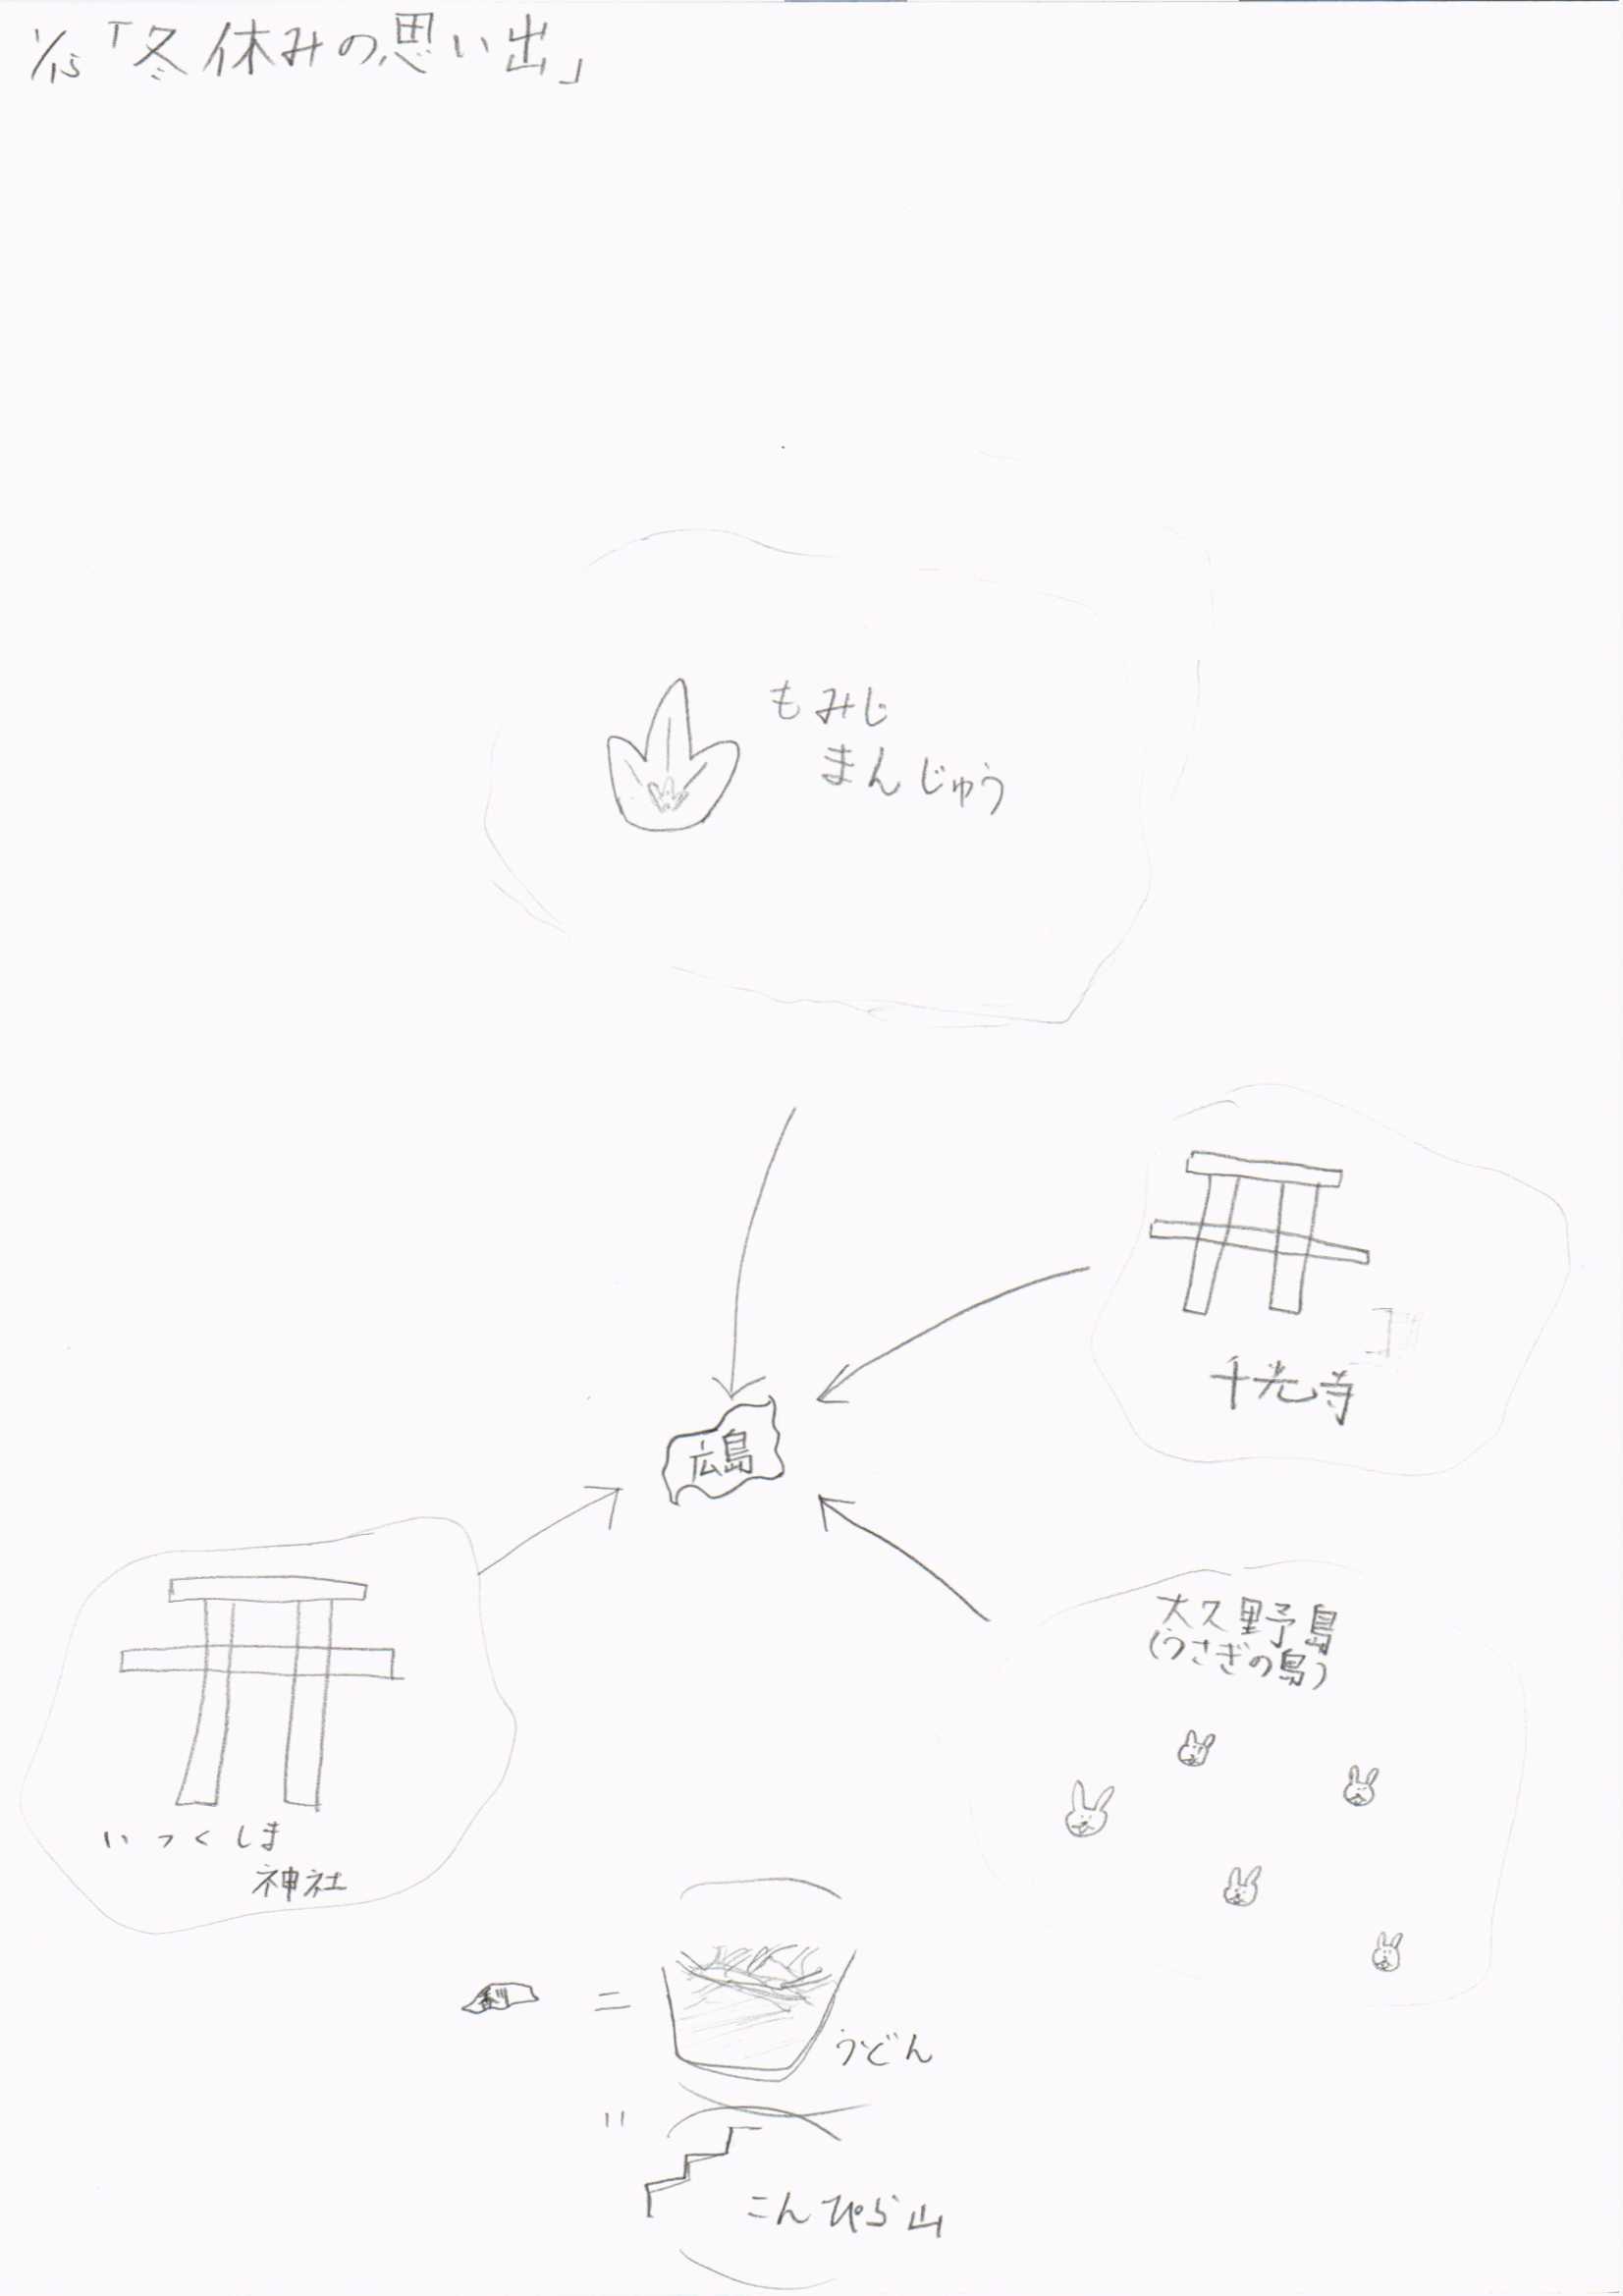 1/15「冬休みの思い出」
もみじ
まんじゅう
千光寺
広島
大久野島
(うさぎの島)
いつくしま
神社
うどん
こんぴら山